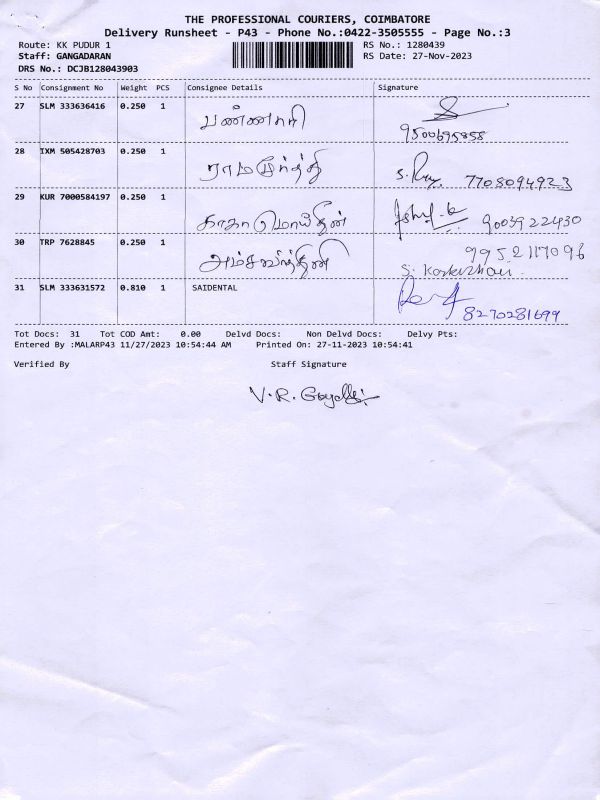 THE PROFESSIONAL COURIERS, COIMBATORE
Delivery Runsheet - P43 - Phone No.:0422-3505555 - Page No.:3
Route: KK PUDUR 1 RS No.: 1280439
Staff: GANGADARAN RS Date: 27-Nov-2023
DRS No.: DCJB128043903
S No Consignment No Weight PCS Consignee Details Signature
27 SLM 333636416 0.250 1 பண்ணாரி
28 IXM 505428703 0.250 1 ராமமூர்த்தி 7708094923
29 KUR 7000584197 0.250 1 காஜாமொய்தீன் 9003922430
30 TRP 7628845 0.250 1 9952117096
31 SLM 333631572 0.810 1 SAIDENTAL
8270281699
Tot Docs: 31 Tot COD Amt: 0.00 Delvd Docs: Non Delvd Docs: Delvy Pts:
Entered By :MALARP43 11/27/2023 10:54:44 AM Printed On: 27-11-2023 10:54:41
Verified By Staff Signature
V.R.